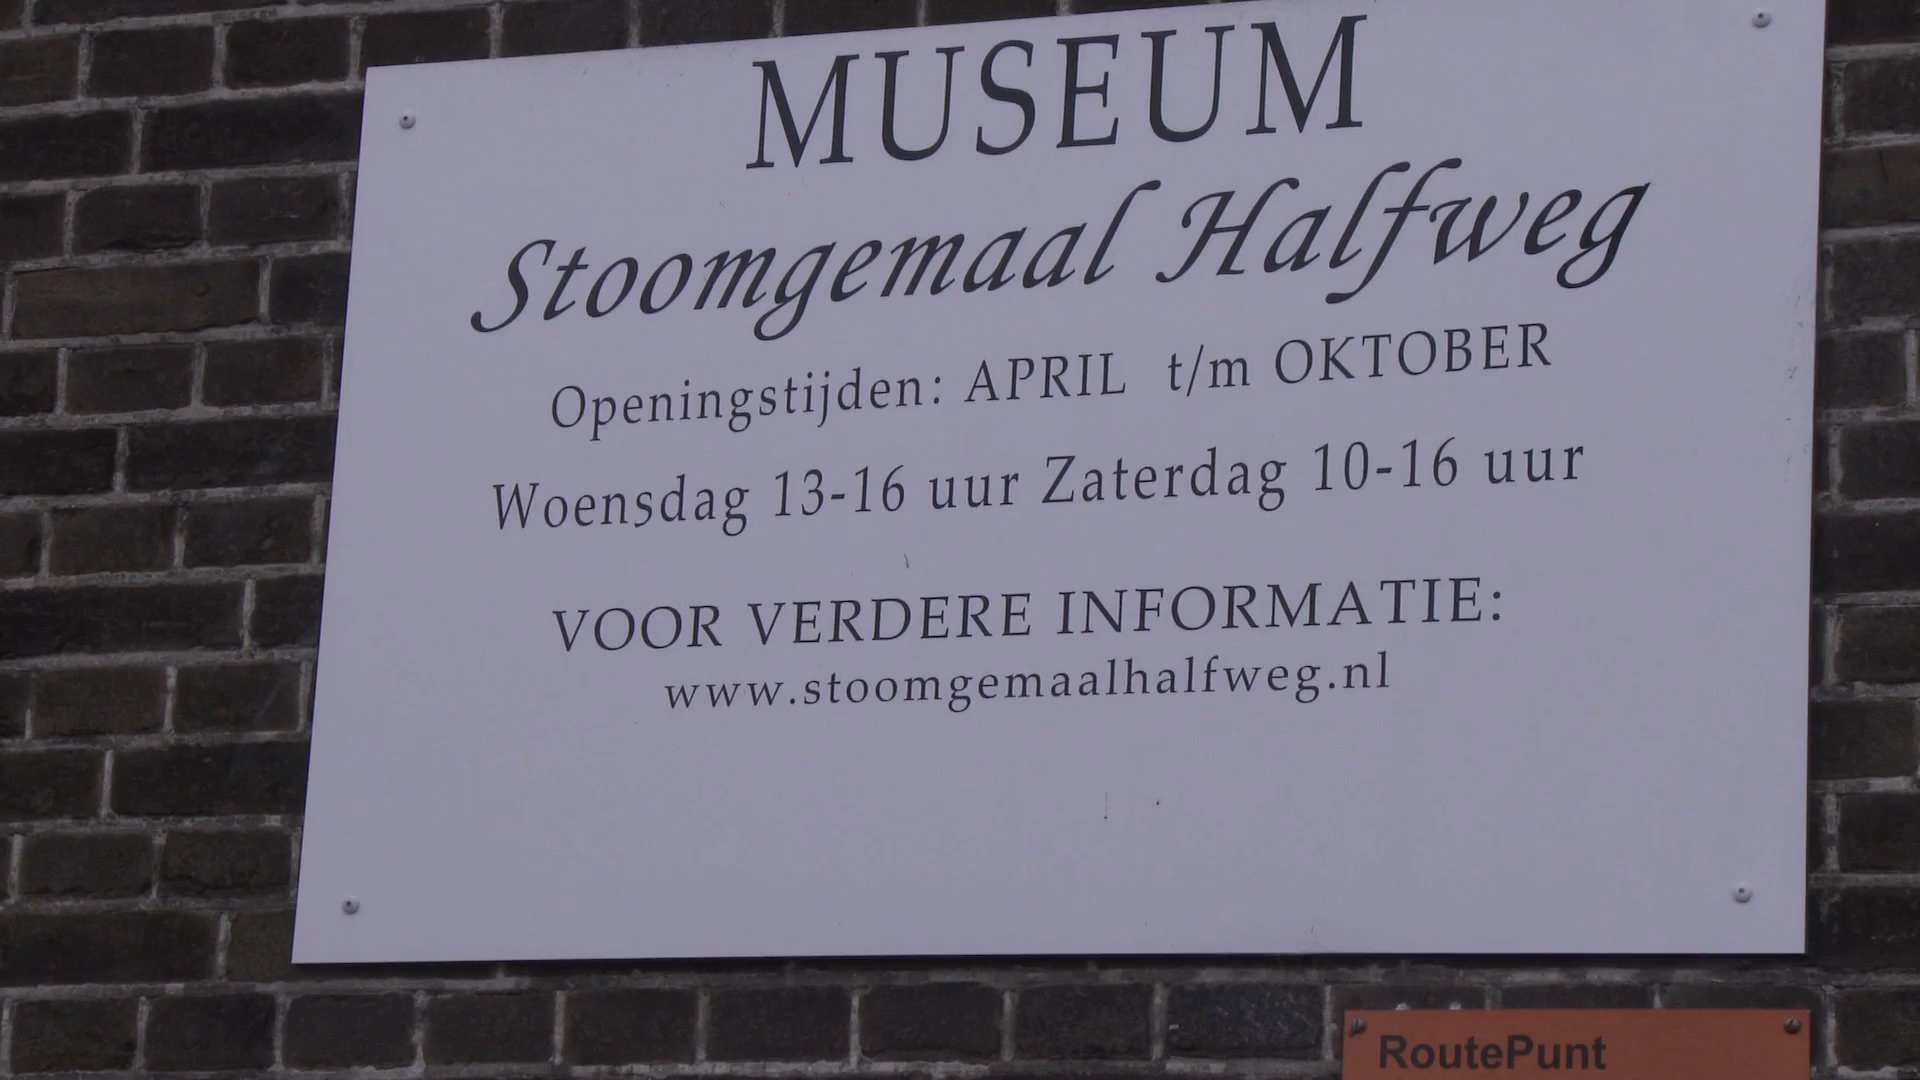 MUSEUM
Stoomgemaal Halfweg
Openingstijden: APRIL t/m OKTOBER
Woensdag 13-16 uur Zaterdag 10-16 uur
VOOR VERDERE INFORMATIE:
www.stoomgemaalhalfweg.nl
RoutePunt